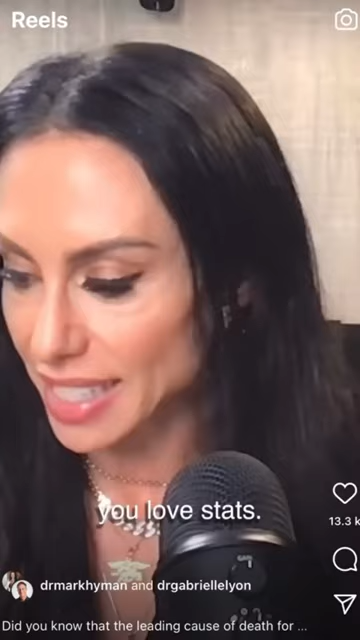 Reels
you love stats.
13.3 k
drmarkhyman and drgabriellelyon
Did you know that the leading cause of death for ...